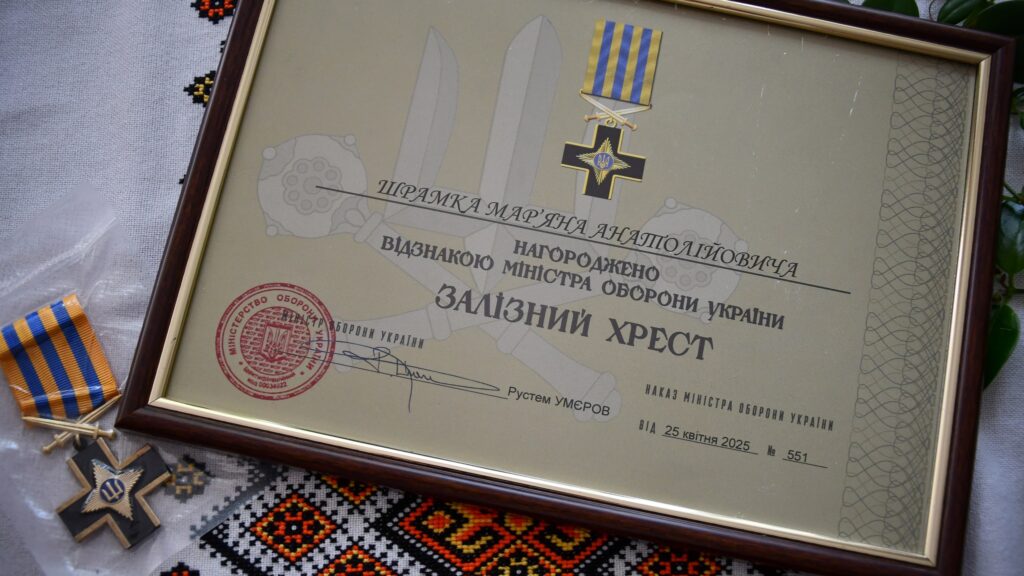 ШРАМКА МАР'ЯНА АНАТОЛІЙОВИЧА
НАГОРОДЖЕНО
ВІДЗНАКОЮ МІНІСТРА ОБОРОНИ УКРАЇНИ
ЗАЛІЗНИЙ ХРЕСТ
МІНІСТЕРСТВО ОБОРОНИ УКРАЇНИ
МІНІСТР ОБОРОНИ УКРАЇНИ
Рустем УМЄРОВ
НАКАЗ МІНІСТРА ОБОРОНИ УКРАЇНИ
ВІД 25 квітня 2025 № 551